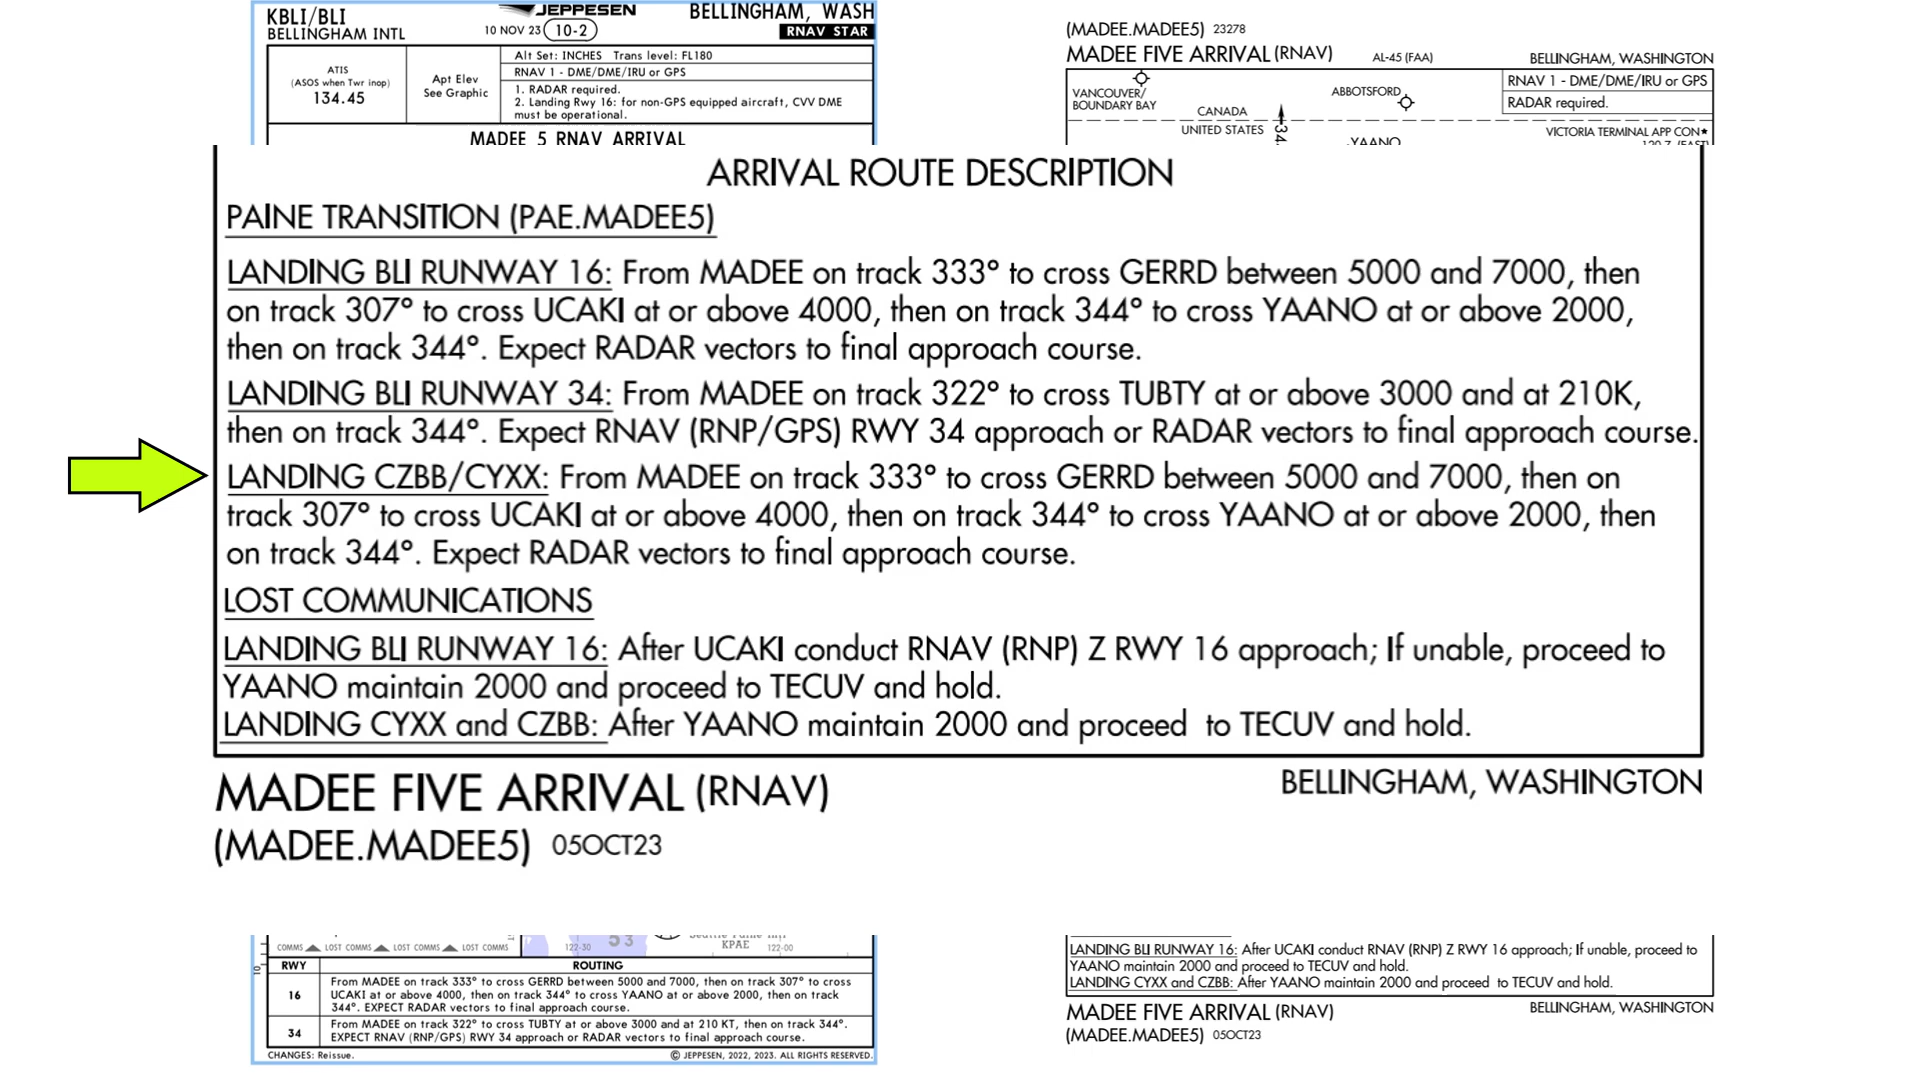 KBLI/BLI
BELLINGHAM INTL
JEPPESEN
10 NOV 23
10-2
BELLINGHAM, WASH
RNAV STAR
ATIS
(ASOS when Twr inop)
134.45
Apt Elev
See Graphic
Alt Set: INCHES Trans level: FL180
RNAV 1 - DME/DME/IRU or GPS
1. RADAR required.
2. Landing Rwy 16: for non-GPS equipped aircraft, CVV DME
must be operational.
MADEE 5 RNAV ARRIVAL
(MADEE.MADEE5) 23278
MADEE FIVE ARRIVAL (RNAV)
AL-45 (FAA)
BELLINGHAM, WASHINGTON
VANCOUVER/
BOUNDARY BAY
ABBOTSFORD
CANADA
UNITED STATES
34
YAANO
RNAV 1 - DME/DME/IRU or GPS
RADAR required.
VICTORIA TERMINAL APP CON★
ARRIVAL ROUTE DESCRIPTION
PAINE TRANSITION (PAE.MADEE5)
LANDING BLI RUNWAY 16: From MADEE on track 333° to cross GERRD between 5000 and 7000, then
on track 307° to cross UCAKI at or above 4000, then on track 344° to cross YAANO at or above 2000,
then on track 344°. Expect RADAR vectors to final approach course.
LANDING BLI RUNWAY 34: From MADEE on track 322° to cross TUBTY at or above 3000 and at 210K,
then on track 344°. Expect RNAV (RNP/GPS) RWY 34 approach or RADAR vectors to final approach course.
LANDING CZBB/CYXX: From MADEE on track 333° to cross GERRD between 5000 and 7000, then on
track 307° to cross UCAKI at or above 4000, then on track 344° to cross YAANO at or above 2000, then
on track 344°. Expect RADAR vectors to final approach course.
LOST COMMUNICATIONS
LANDING BLI RUNWAY 16: After UCAKI conduct RNAV (RNP) Z RWY 16 approach; If unable, proceed to
YAANO maintain 2000 and proceed to TECUV and hold.
LANDING CYXX and CZBB: After YAANO maintain 2000 and proceed to TECUV and hold.
MADEE FIVE ARRIVAL (RNAV)
BELLINGHAM, WASHINGTON
(MADEE.MADEE5) 05OCT23
COMMS LOST COMMS LOST COMMS LOST COMMS
122-30
53
KPAE
122-00
10
RWY
ROUTING
16
From MADEE on track 333° to cross GERRD between 5000 and 7000, then on track 307° to cross
UCAKI at or above 4000, then on track 344° to cross YAANO at or above 2000, then on track
344°. EXPECT RADAR vectors to final approach course.
34
From MADEE on track 322° to cross TUBTY at or above 3000 and at 210 KT, then on track 344°.
EXPECT RNAV (RNP/GPS) RWY 34 approach or RADAR vectors to final approach course.
CHANGES: Reissue.
© JEPPESEN, 2022, 2023. ALL RIGHTS RESERVED.
LANDING BLI RUNWAY 16: After UCAKI conduct RNAV (RNP) Z RWY 16 approach; If unable, proceed to
YAANO maintain 2000 and proceed to TECUV and hold.
LANDING CYXX and CZBB: After YAANO maintain 2000 and proceed to TECUV and hold.
MADEE FIVE ARRIVAL (RNAV)
BELLINGHAM, WASHINGTON
(MADEE.MADEE5) 05OCT23